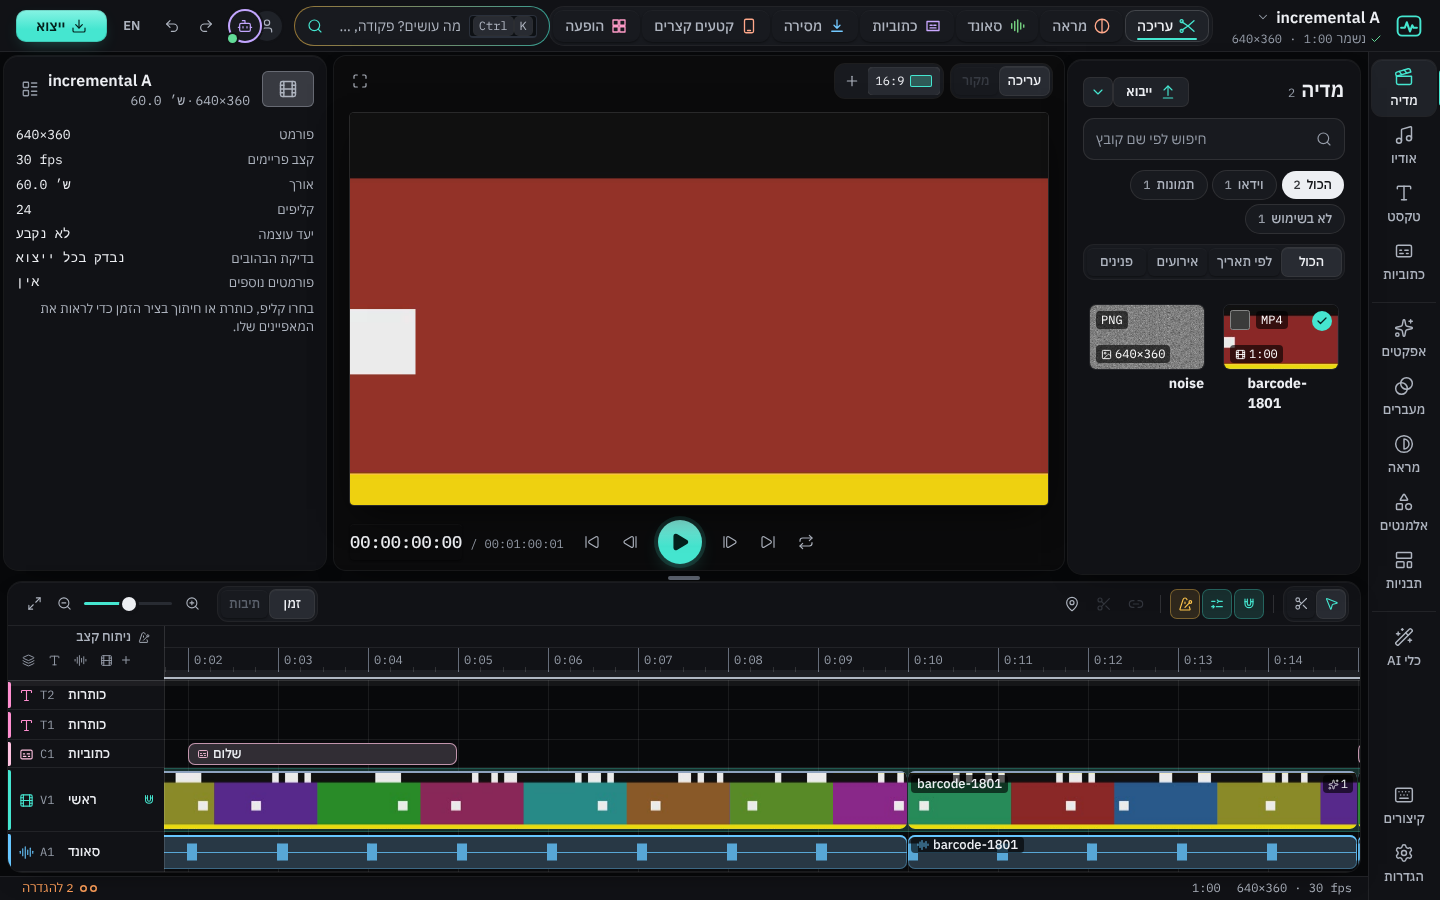 incremental A
נשמר 1:00 · 640×360
עריכה
מראה
סאונד
כתוביות
מסירה
קטעים קצרים
הופעה
מה עושים? פקודה, ...
Ctrl K
EN
ייצוא
מדיה
אודיו
טקסט
כתוביות
אפקטים
מעברים
מראה
אלמנטים
תבניות
כלי AI
קיצורים
הגדרות
מדיה 2
ייבוא
חיפוש לפי שם קובץ
הכול 2
וידאו 1
תמונות 1
לא בשימוש 1
הכול
לפי תאריך
אירועים
פנינים
MP4
1:00
barcode-
1801
PNG
640×360
noise
עריכה
מקור
16:9
00:00:00:00 / 00:01:00:01
incremental A
640×360 · 60.0 ש׳
פורמט 640×360
קצב פריימים 30 fps
אורך 60.0 ש׳
קליפים 24
יעד עוצמה לא נקבע
בדיקת הבהובים נבדק בכל ייצוא
פורמטים נוספים אין
בחרו קליפ, כותרת או חיתוך בציר הזמן כדי לראות את
המאפיינים שלו.
זמן
תיבות
ניתוח קצב
0:02 0:03 0:04 0:05 0:06 0:07 0:08 0:09 0:10 0:11 0:12 0:13 0:14
T2 כותרות
T1 כותרות
C1 כתוביות
שלום
V1 ראשי
barcode-1801
1
A1 סאונד
barcode-1801
2 להגדרה
1:00 640×360 · 30 fps